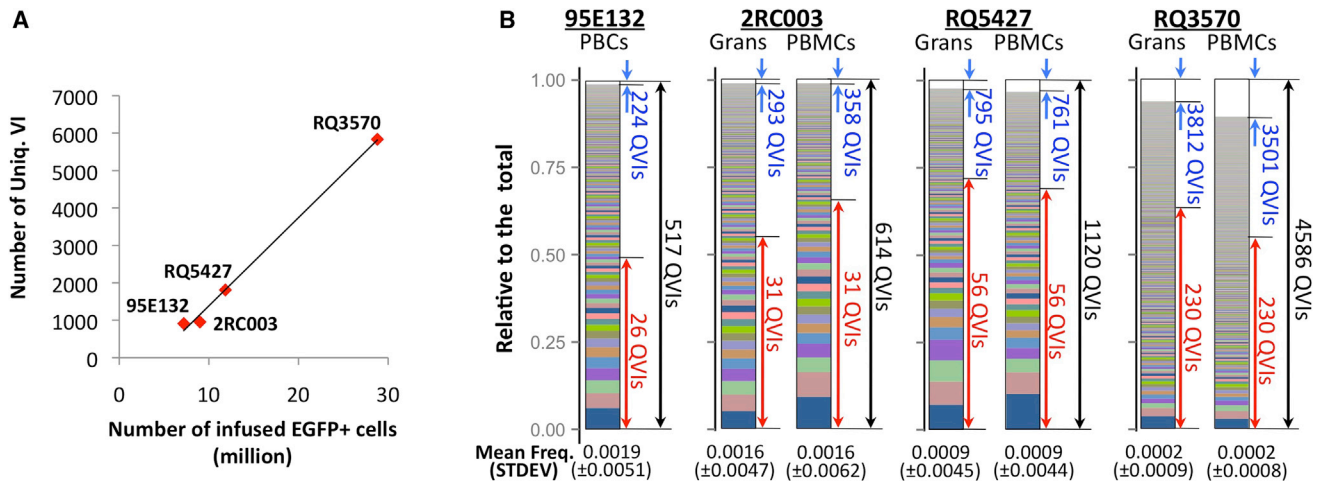 A
Number of Uniq. VI
7000
6000
5000
4000
3000
2000
1000
0
0
10
20
30
RQ3570
RQ5427
95E132
2RC003
Number of infused EGFP+ cells
(million)
B
95E132
2RC003
RQ5427
RQ3570
PBCs
Grans
PBMCs
Grans
PBMCs
Grans
PBMCs
Relative to the total
1.00
0.75
0.50
0.25
0.00
224 QVIs
26 QVIs
517 QVIs
293 QVIs
31 QVIs
358 QVIs
31 QVIs
614 QVIs
795 QVIs
56 QVIs
761 QVIs
56 QVIs
1120 QVIs
3812 QVIs
230 QVIs
3501 QVIs
230 QVIs
4586 QVIs
Mean Freq. 0.0019 0.0016 0.0016 0.0009 0.0009 0.0002 0.0002
(STDEV) (±0.0051) (±0.0047) (±0.0062) (±0.0045) (±0.0044) (±0.0009) (±0.0008)